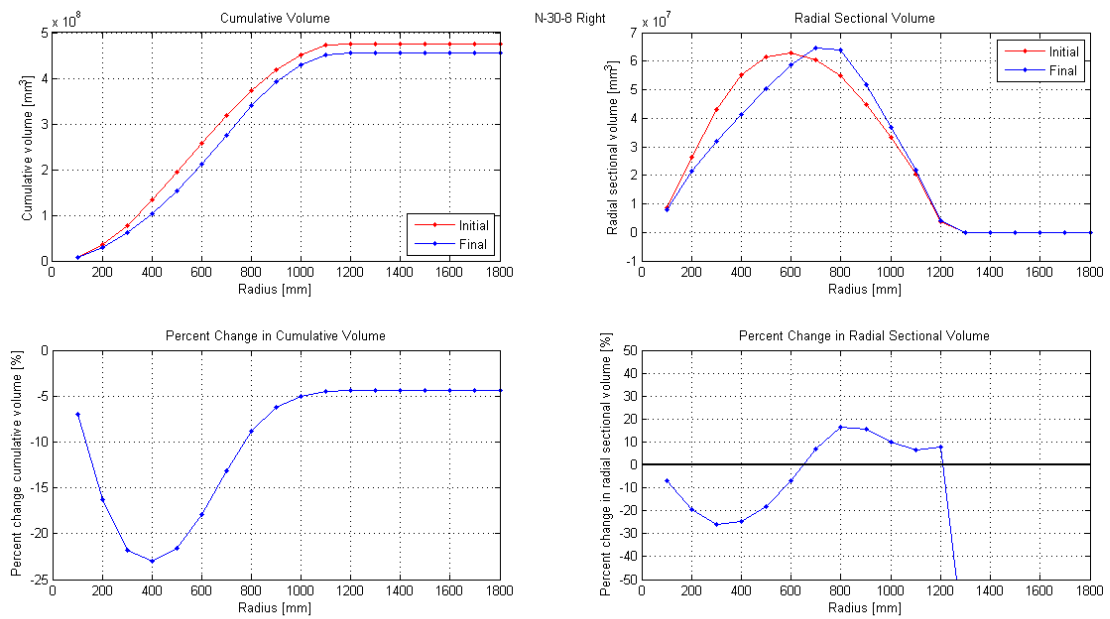 N-30-8 Right
Cumulative Volume
x 10^8
5
4
3
2
1
0
0 200 400 600 800 1000 1200 1400 1600 1800
Radius [mm]
Cumulative volume [mm^3]
Initial
Final
Radial Sectional Volume
x 10^7
7
6
5
4
3
2
1
0
-1
0 200 400 600 800 1000 1200 1400 1600 1800
Radius [mm]
Radial sectional volume [mm^3]
Initial
Final
Percent Change in Cumulative Volume
0
-5
-10
-15
-20
-25
0 200 400 600 800 1000 1200 1400 1600 1800
Radius [mm]
Percent change cumulative volume [%]
Percent Change in Radial Sectional Volume
50
40
30
20
10
0
-10
-20
-30
-40
-50
0 200 400 600 800 1000 1200 1400 1600 1800
Radius [mm]
Percent change in radial sectional volume [%]